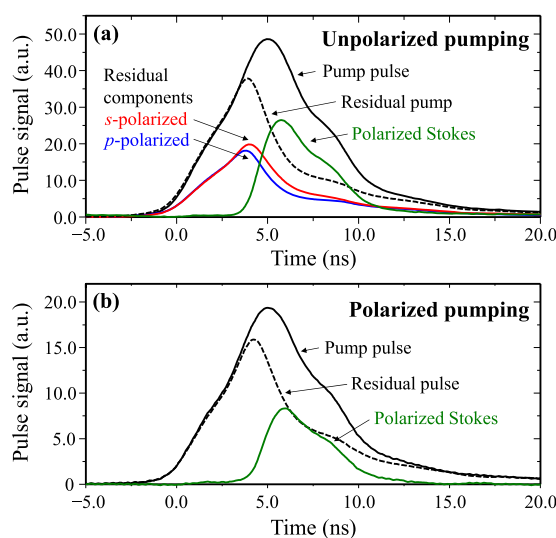 (a)
Unpolarized pumping
Pulse signal (a.u.)
50.0
40.0
30.0
20.0
10.0
0.0
Residual
components
s-polarized
p-polarized
Pump pulse
Residual pump
Polarized Stokes
-5.0 0.0 5.0 10.0 15.0 20.0
Time (ns)
(b)
Polarized pumping
Pulse signal (a.u.)
20.0
15.0
10.0
5.0
0
Pump pulse
Residual pulse
Polarized Stokes
-5.0 0.0 5.0 10.0 15.0 20.0
Time (ns)